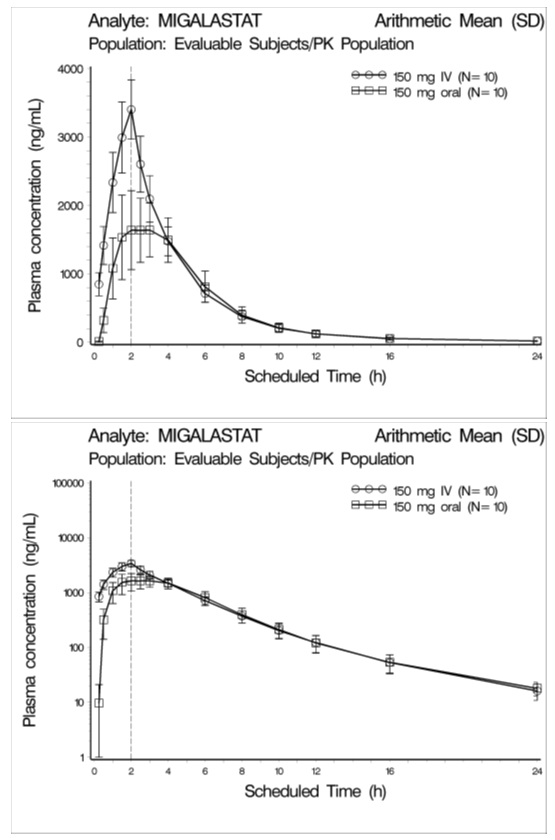 Analyte: MIGALASTAT Arithmetic Mean (SD)
Population: Evaluable Subjects/PK Population
150 mg IV (N= 10)
150 mg oral (N= 10)
Plasma concentration (ng/mL)
4000
3000
2000
1000
0
0 2 4 6 8 10 12 16 24
Scheduled Time (h)
Analyte: MIGALASTAT Arithmetic Mean (SD)
Population: Evaluable Subjects/PK Population
150 mg IV (N= 10)
150 mg oral (N= 10)
Plasma concentration (ng/mL)
100000
10000
1000
100
10
1
0 2 4 6 8 10 12 16 24
Scheduled Time (h)